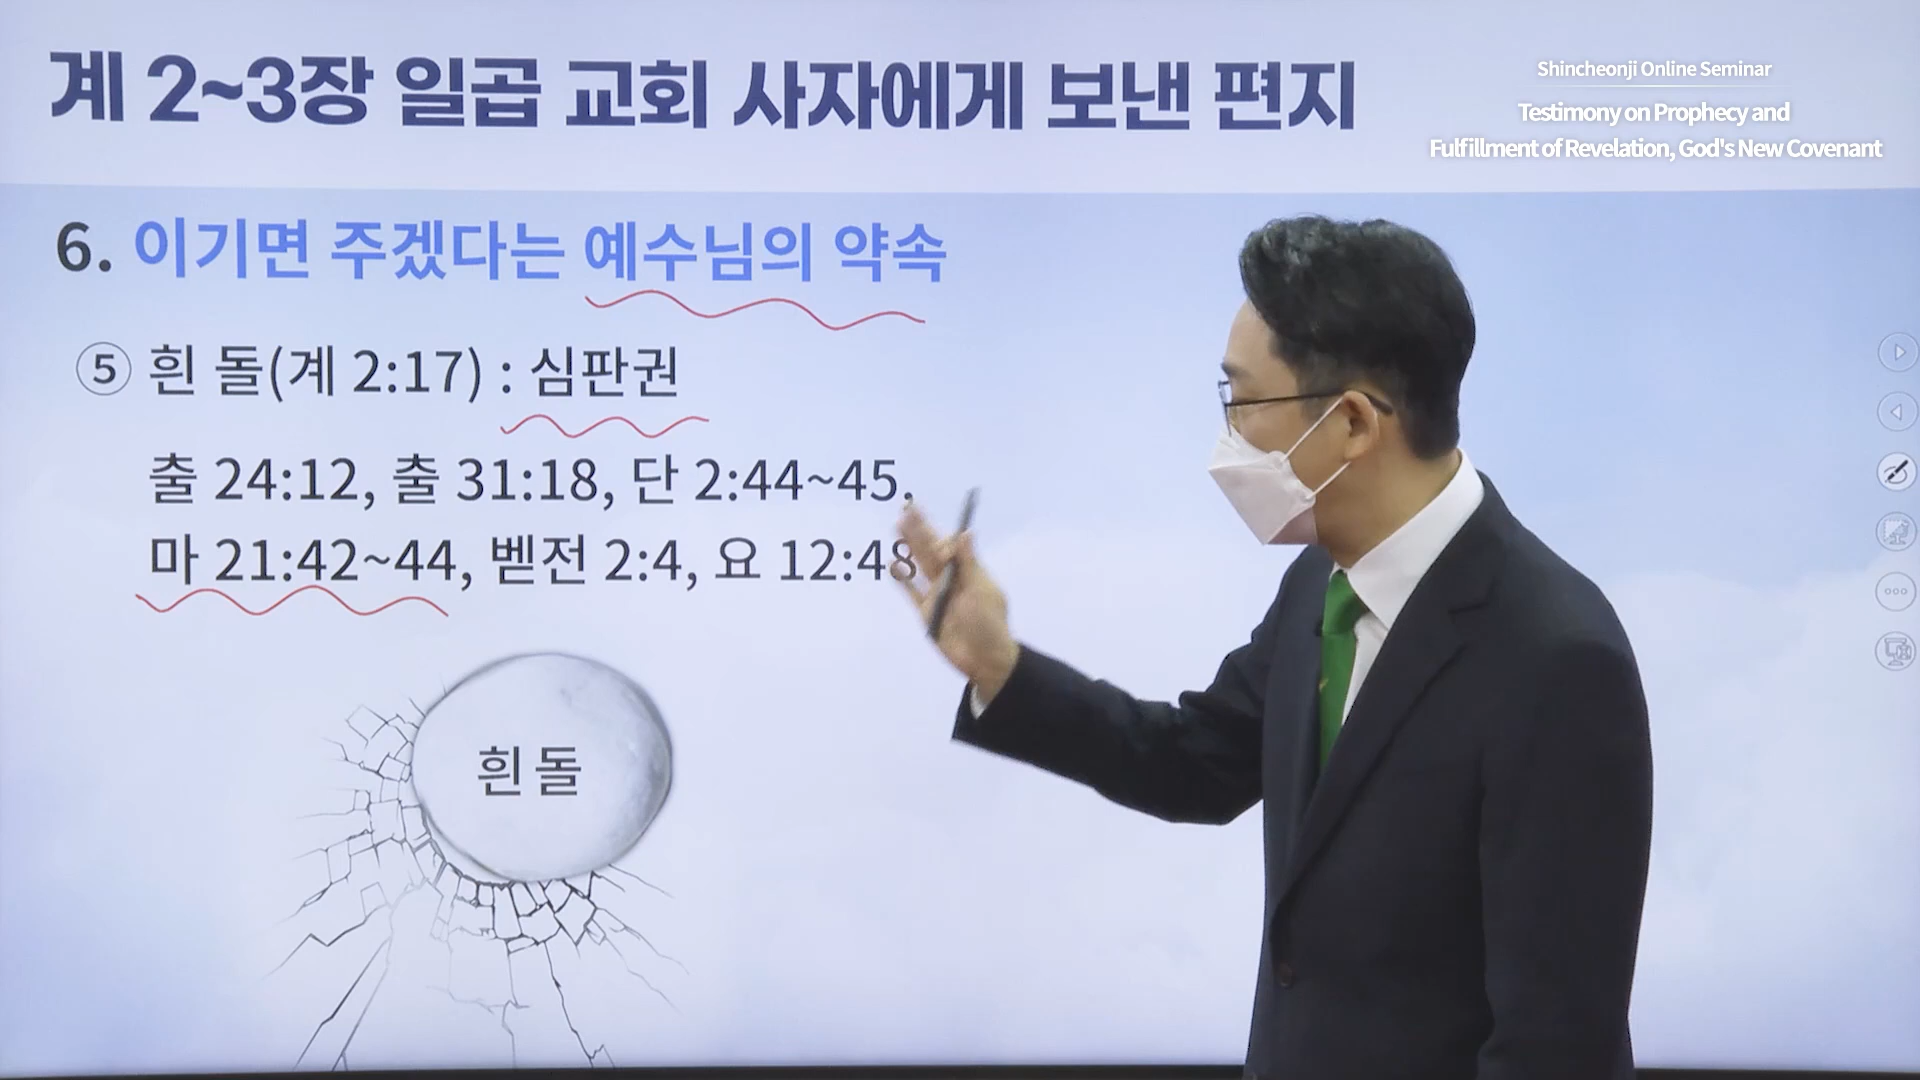 계 2~3장 일곱 교회 사자에게 보낸 편지
Shincheonji Online Seminar
Testimony on Prophecy and
Fulfillment of Revelation, God's New Covenant
6. 이기면 주겠다는 예수님의 약속
⑤ 흰 돌(계 2:17) : 심판권
출 24:12, 출 31:18, 단 2:44~45,
마 21:42~44, 벧전 2:4, 요 12:48
흰 돌